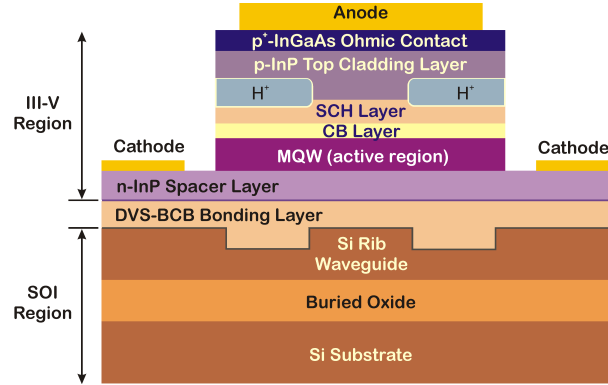 Anode
p⁺-InGaAs Ohmic Contact
p-InP Top Cladding Layer
H⁺ H⁺
SCH Layer
CB Layer
MQW (active region)
Cathode Cathode
n-InP Spacer Layer
DVS-BCB Bonding Layer
Si Rib
Waveguide
Buried Oxide
Si Substrate
III-V
Region
SOI
Region